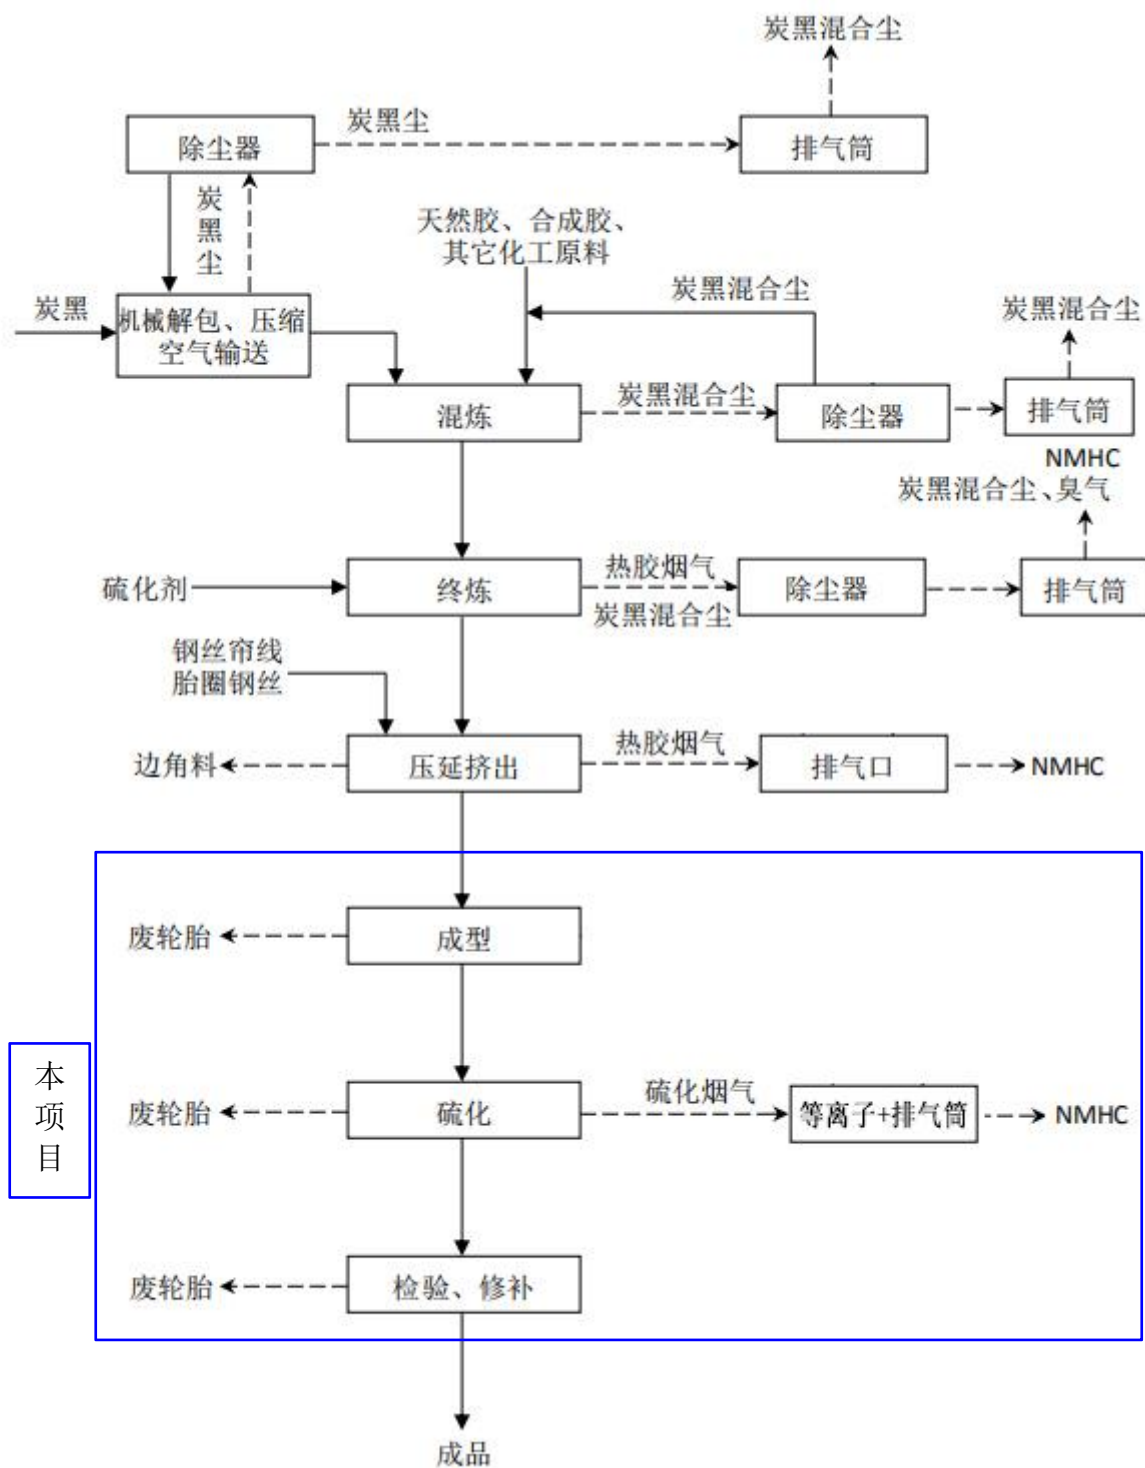 炭黑混合尘
炭黑尘
除尘器
排气筒
炭黑尘
天然胶、合成胶、
其它化工原料
炭黑混合尘
炭黑混合尘
炭黑
机械解包、压缩
空气输送
混炼
炭黑混合尘
除尘器
排气筒
NMHC
炭黑混合尘、臭气
硫化剂
终炼
热胶烟气
炭黑混合尘
除尘器
排气筒
钢丝帘线
胎圈钢丝
边角料
压延挤出
热胶烟气
排气口
NMHC
废轮胎
成型
本项目
废轮胎
硫化
硫化烟气
等离子+排气筒
NMHC
废轮胎
检验、修补
成品